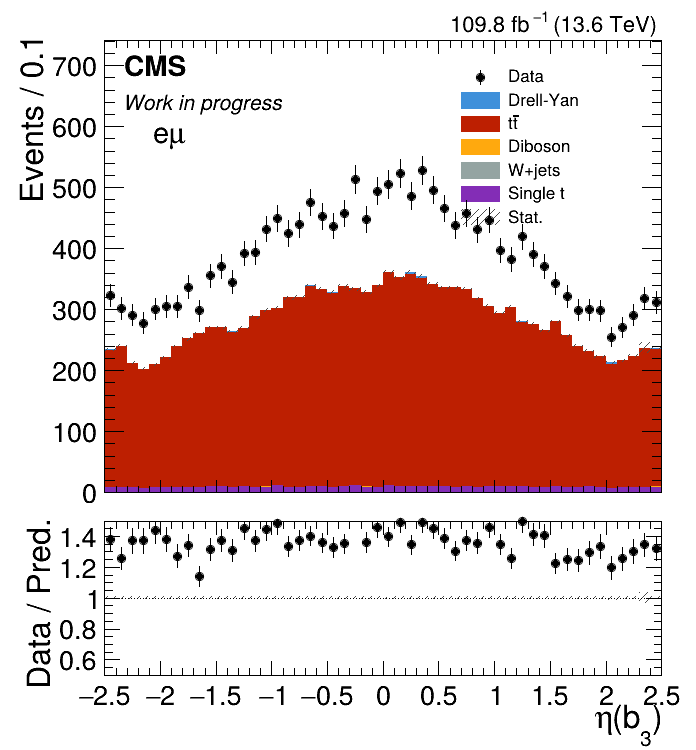 109.8 fb⁻¹ (13.6 TeV)
CMS
Work in progress
eμ
Data
Drell-Yan
tt̄
Diboson
W+jets
Single t
Stat.
Events / 0.1
700
600
500
400
300
200
100
0
Data / Pred.
1.4
1.2
1
0.8
0.6
−2.5 −2 −1.5 −1 −0.5 0 0.5 1 1.5 2 2.5
η(b₃)